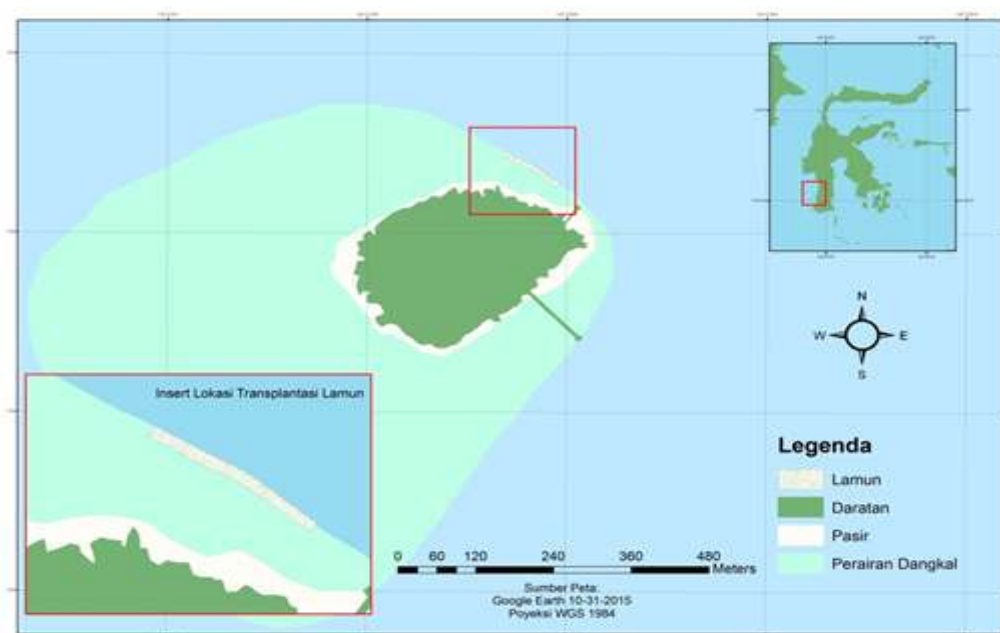 Insert Lokasi Transplantasi Lamun
N
W
E
S
Legenda
Lamun
Daratan
Pasir
Perairan Dangkal
0 60 120 240 360 480
Meters
Sumber Peta:
Google Earth 10-31-2015
Poyeksi WGS 1984